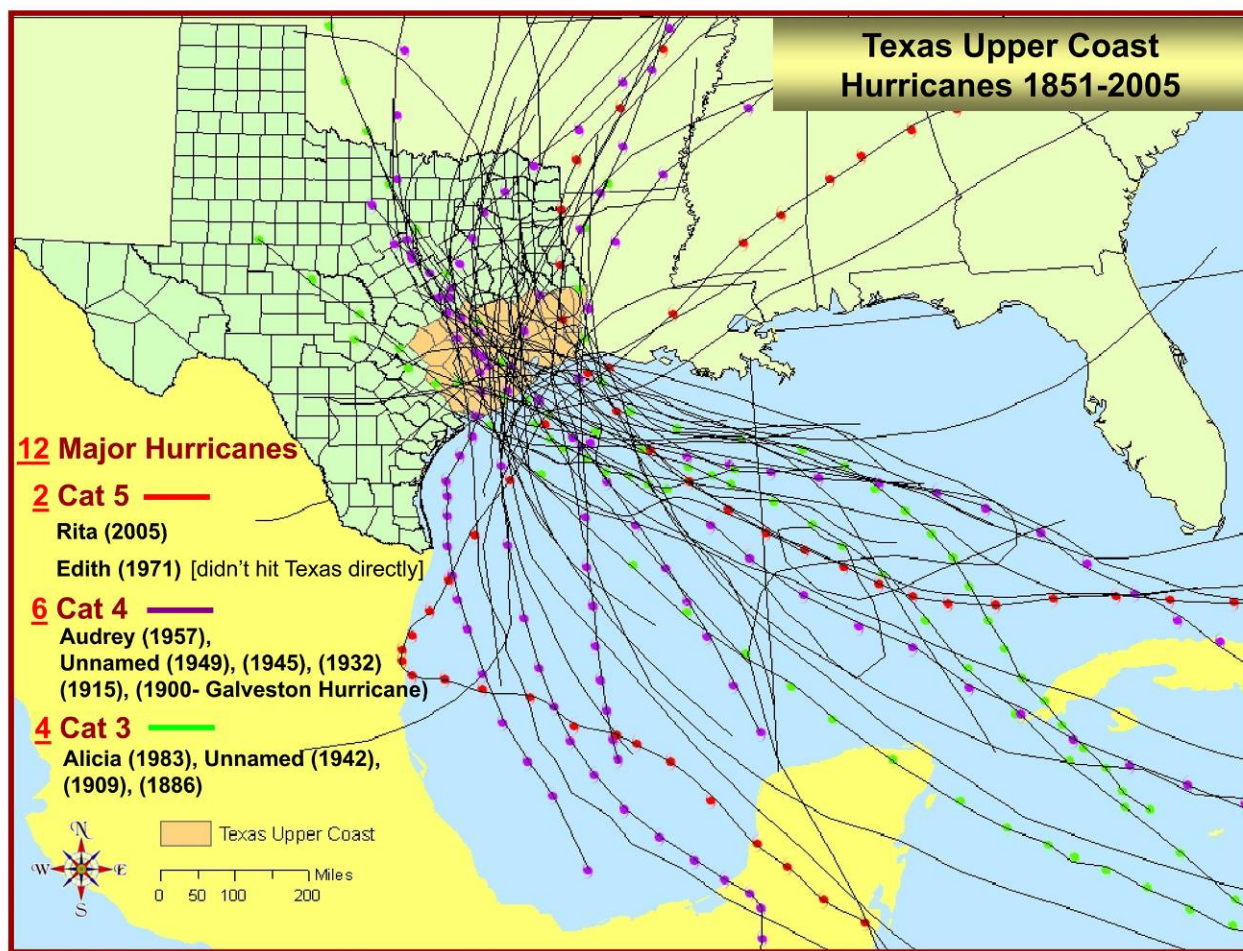 Texas Upper Coast
Hurricanes 1851-2005
12 Major Hurricanes
2 Cat 5
Rita (2005)
Edith (1971) [didn't hit Texas directly]
6 Cat 4
Audrey (1957),
Unnamed (1949), (1945), (1932)
(1915), (1900- Galveston Hurricane)
4 Cat 3
Alicia (1983), Unnamed (1942),
(1909), (1886)
N
W E
S
Texas Upper Coast
Miles
0 50 100 200